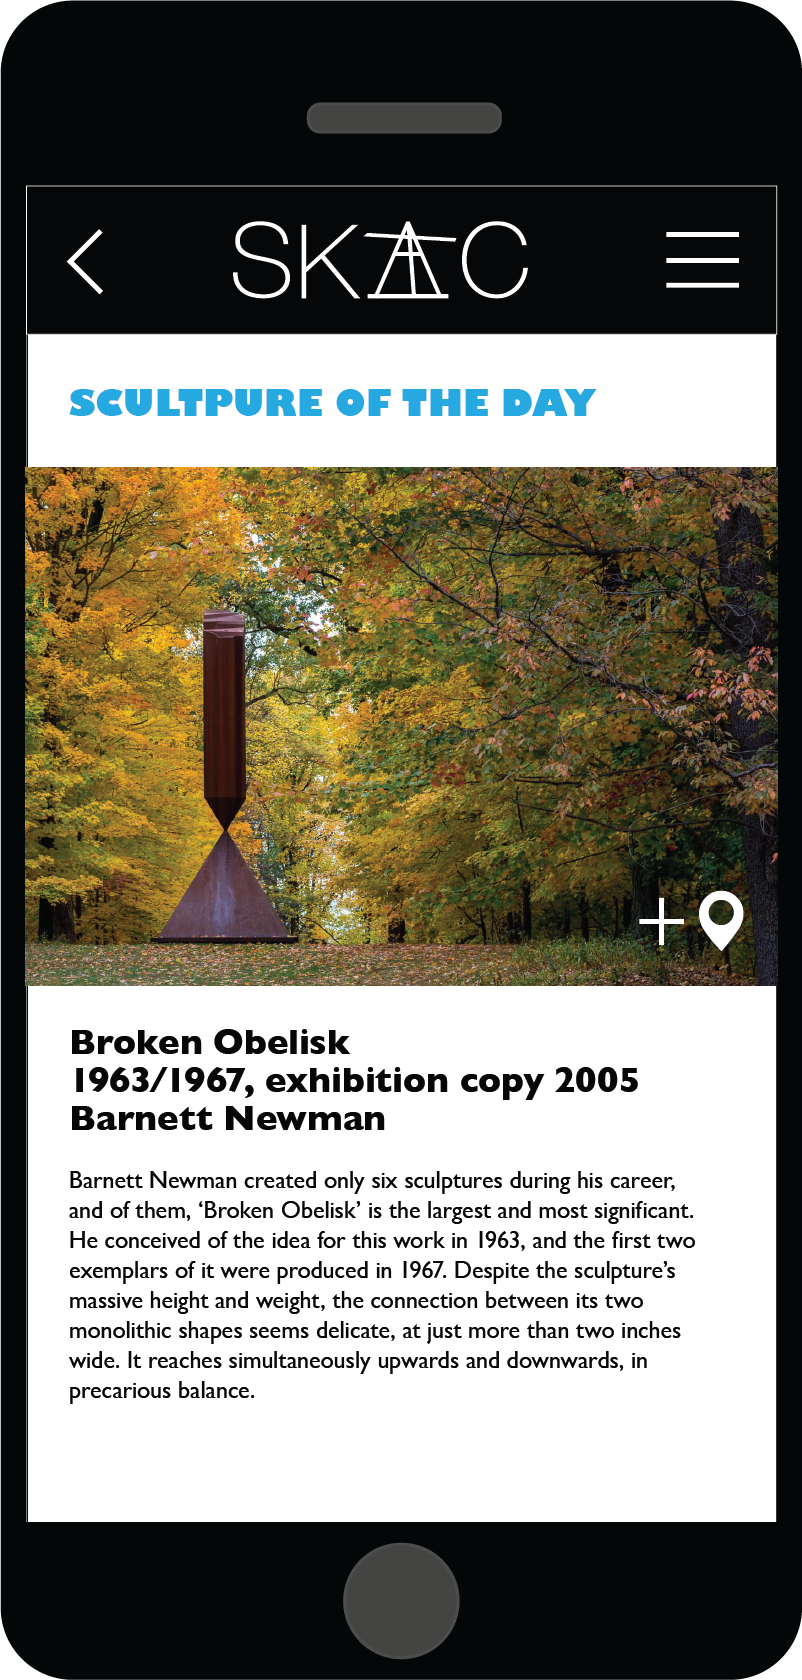 SKAC
SCULTPURE OF THE DAY
Broken Obelisk
1963/1967, exhibition copy 2005
Barnett Newman
Barnett Newman created only six sculptures during his career,
and of them, ‘Broken Obelisk’ is the largest and most significant.
He conceived of the idea for this work in 1963, and the first two
exemplars of it were produced in 1967. Despite the sculpture’s
massive height and weight, the connection between its two
monolithic shapes seems delicate, at just more than two inches
wide. It reaches simultaneously upwards and downwards, in
precarious balance.